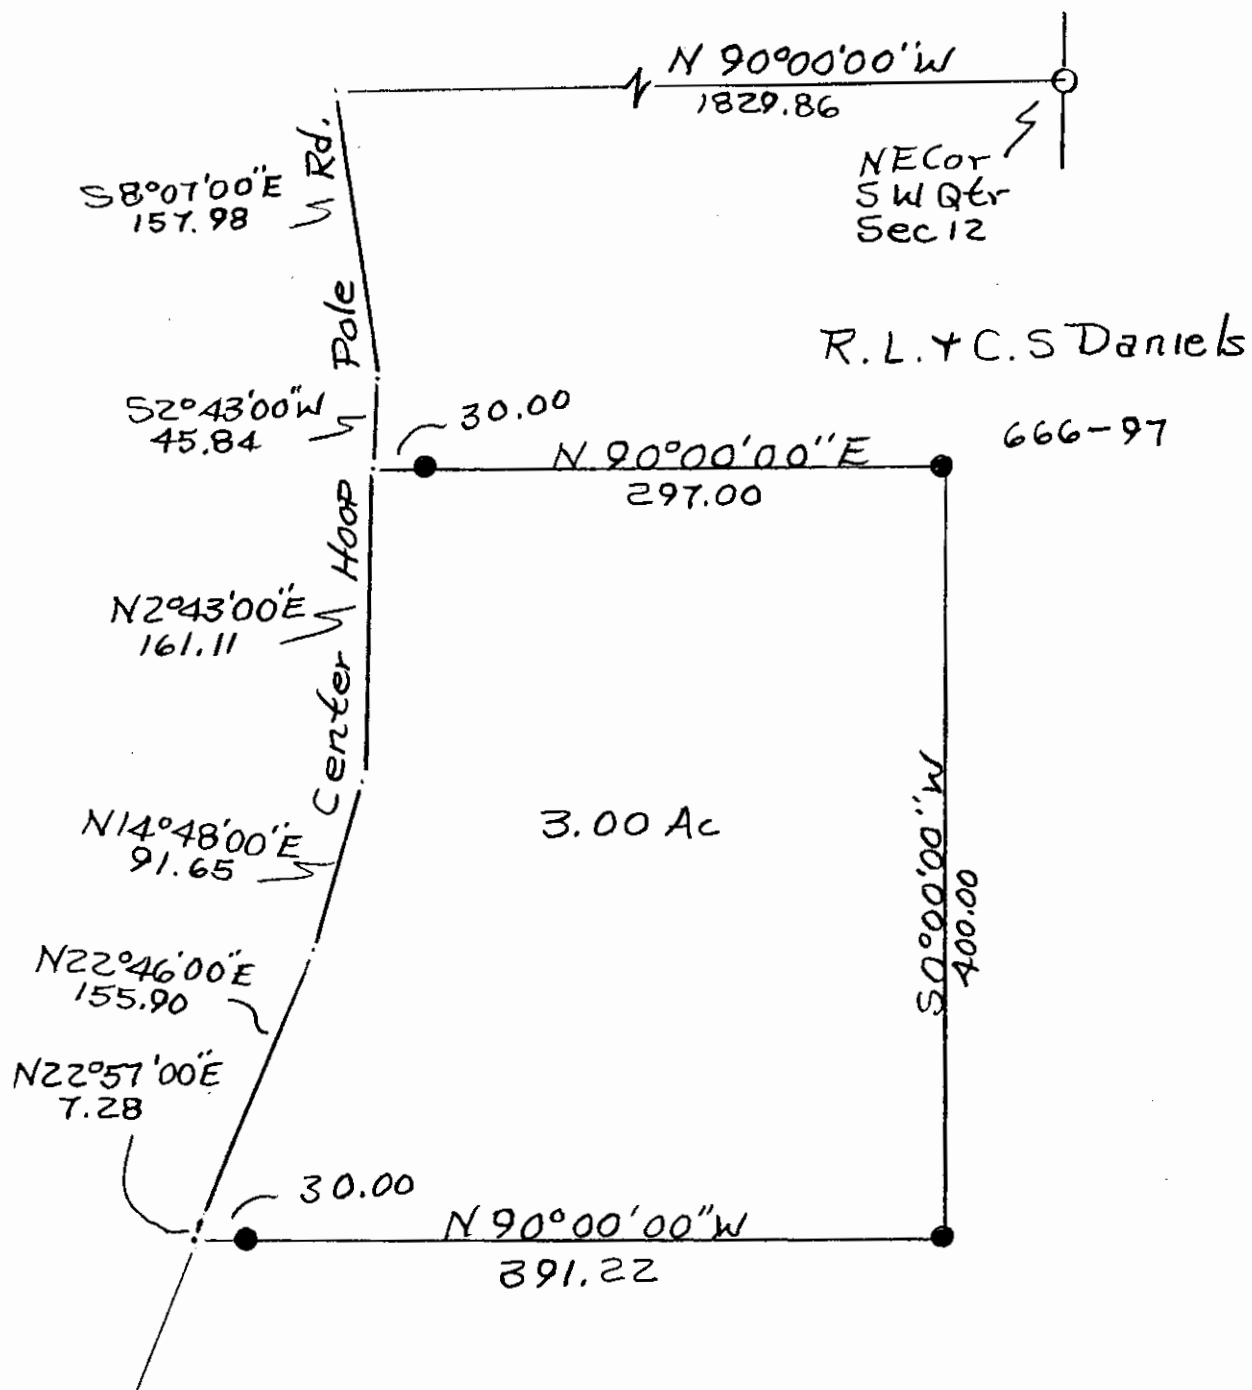 N 90°00'00"W
1829.86
NE Cor
SW Qtr
Sec 12
S8°07'00"E
157.98
R.L. + C.S Daniels
666-97
S2°43'00"W
45.84
30.00
N 90°00'00"E
297.00
Center Hoop Pole Rd.
N2°43'00"E
161.11
N14°48'00"E
91.65
3.00 Ac
S0°00'00"W
400.00
N22°46'00"E
155.90
N22°57'00"E
7.28
30.00
N 90°00'00"W
391.22